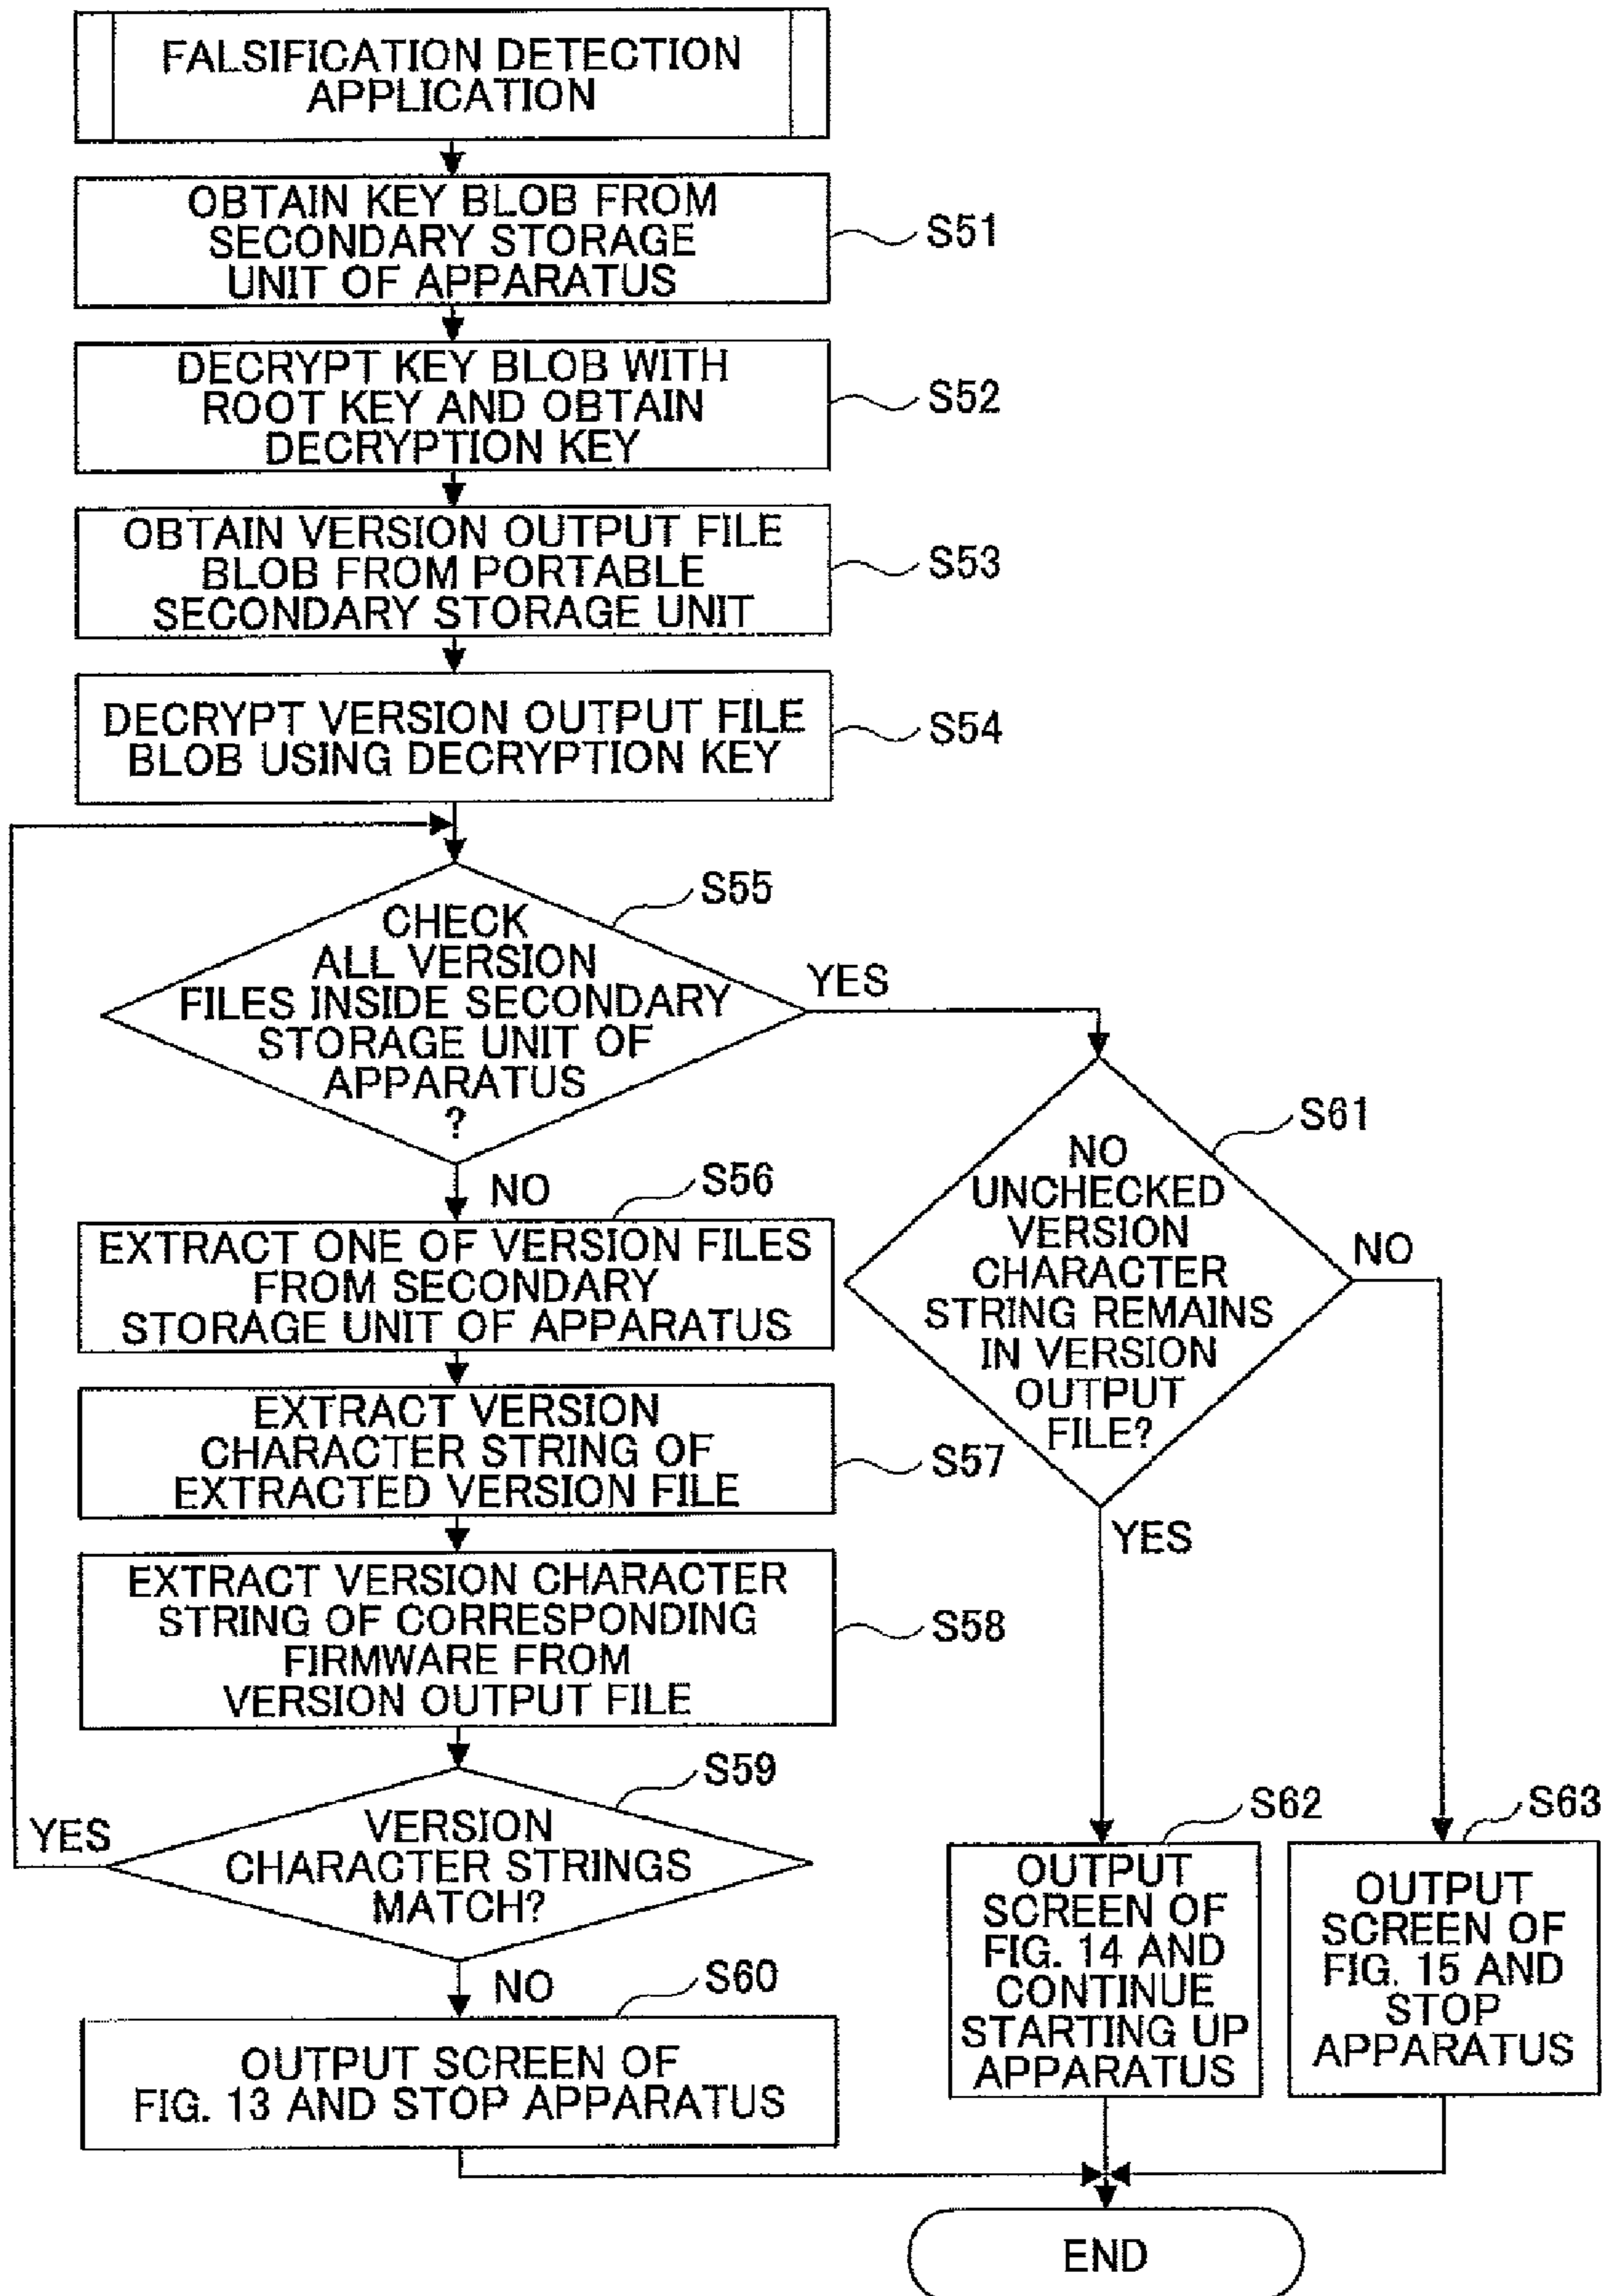 FALSIFICATION DETECTION
APPLICATION
OBTAIN KEY BLOB FROM
SECONDARY STORAGE
UNIT OF APPARATUS
S51
DECRYPT KEY BLOB WITH
ROOT KEY AND OBTAIN
DECRYPTION KEY
S52
OBTAIN VERSION OUTPUT FILE
BLOB FROM PORTABLE
SECONDARY STORAGE UNIT
S53
DECRYPT VERSION OUTPUT FILE
BLOB USING DECRYPTION KEY
S54
S55
CHECK
ALL VERSION
FILES INSIDE SECONDARY
STORAGE UNIT OF
APPARATUS
?
YES
NO
S56
EXTRACT ONE OF VERSION FILES
FROM SECONDARY
STORAGE UNIT OF APPARATUS
EXTRACT VERSION
CHARACTER STRING OF
EXTRACTED VERSION FILE
S57
EXTRACT VERSION CHARACTER
STRING OF CORRESPONDING
FIRMWARE FROM
VERSION OUTPUT FILE
S58
S59
VERSION
CHARACTER STRINGS
MATCH?
YES
NO
S60
OUTPUT SCREEN OF
FIG. 13 AND STOP APPARATUS
S61
NO
UNCHECKED
VERSION
CHARACTER
STRING REMAINS
IN VERSION
OUTPUT
FILE?
NO
YES
S62
OUTPUT
SCREEN OF
FIG. 14 AND
CONTINUE
STARTING UP
APPARATUS
S63
OUTPUT
SCREEN OF
FIG. 15 AND
STOP
APPARATUS
END